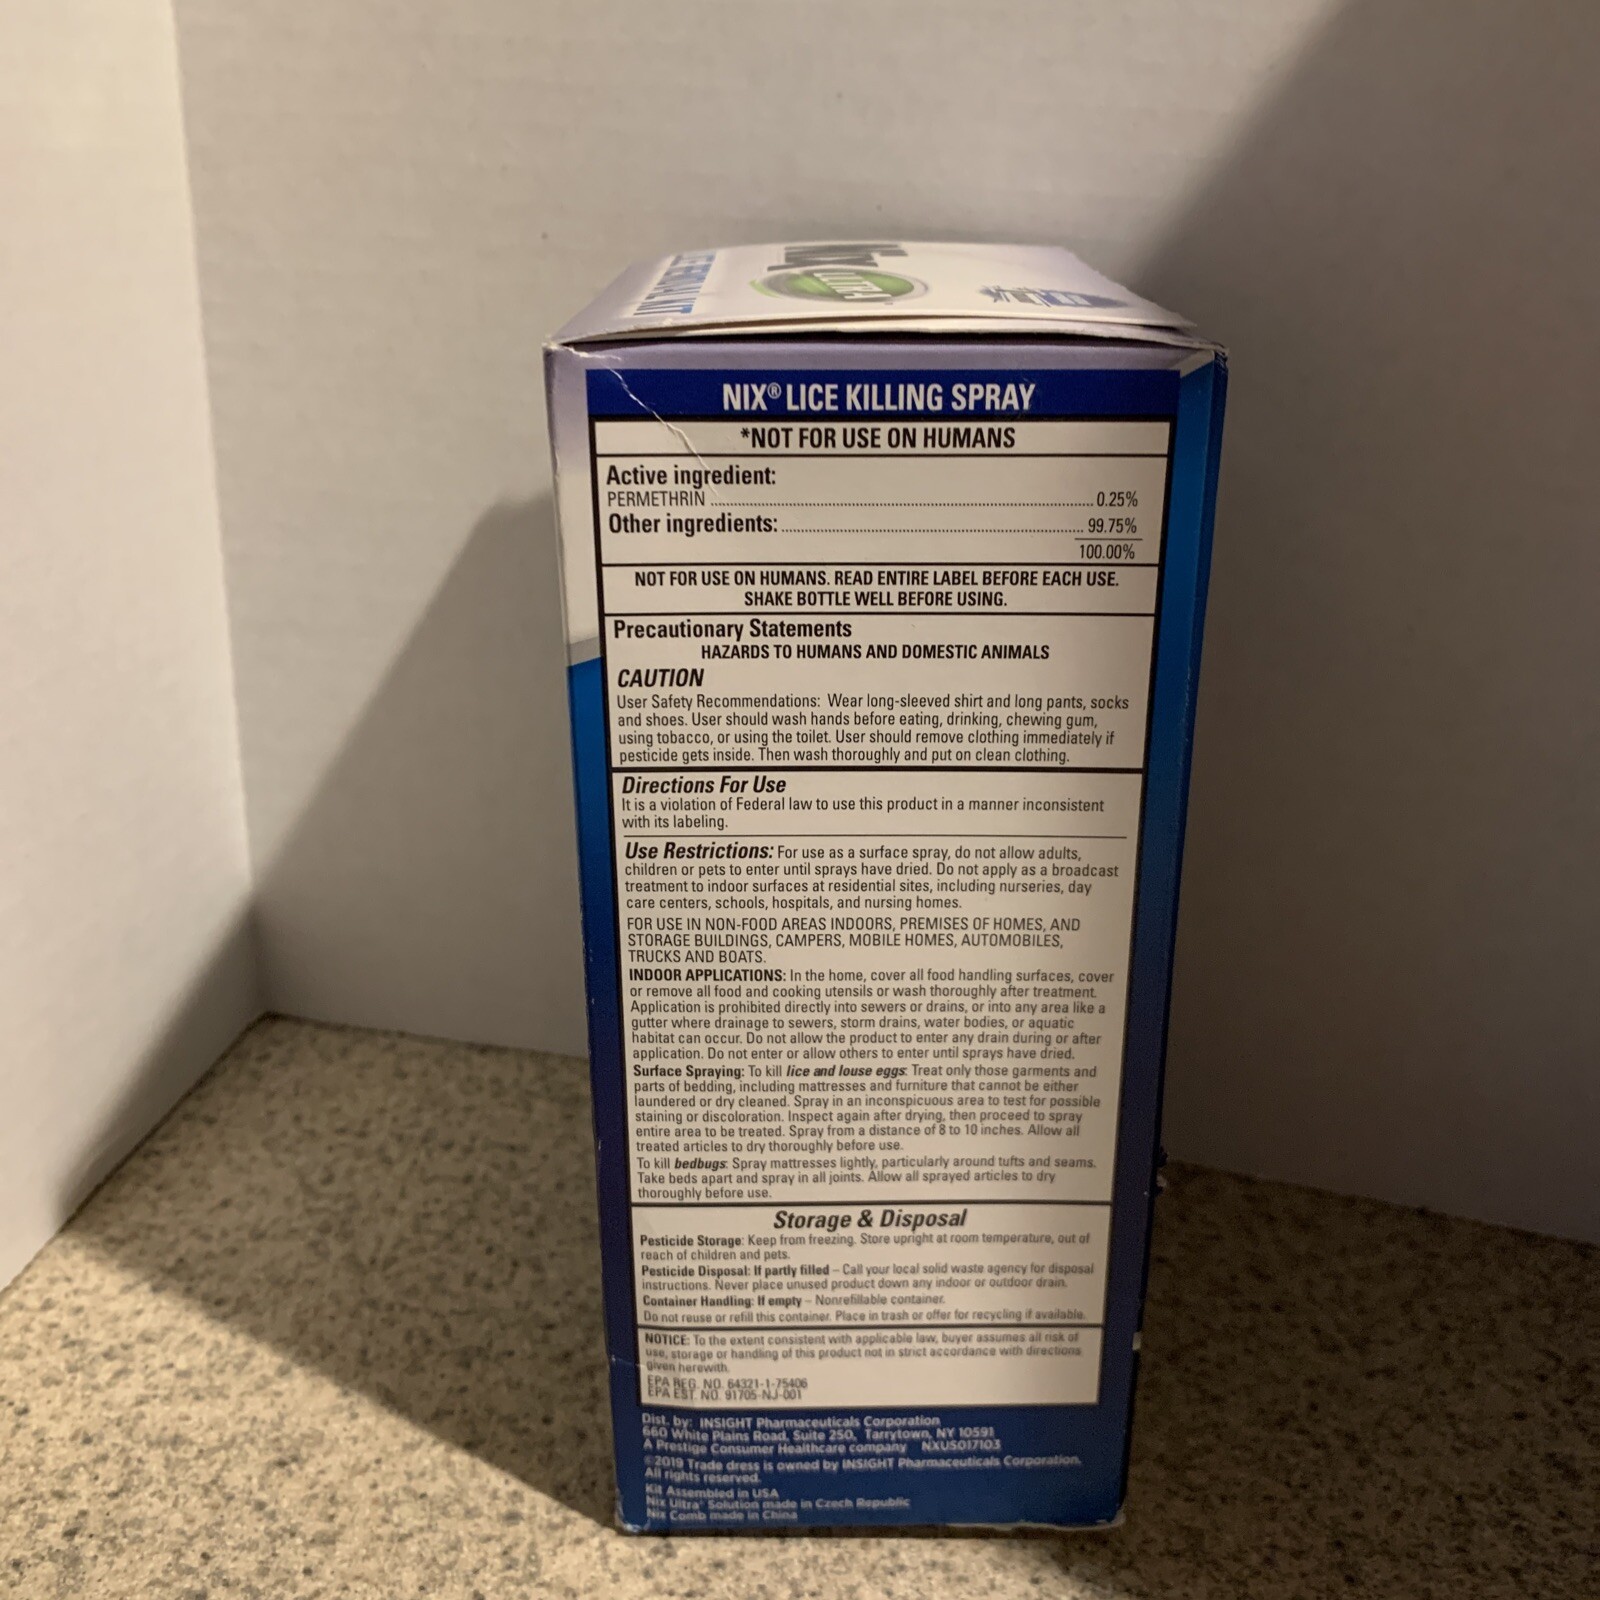 Nix
ULTRA
LICE REMOVAL KIT
NIX® LICE KILLING SPRAY
*NOT FOR USE ON HUMANS
Active ingredient:
PERMETHRIN ........ 0.25%
Other ingredients: ........ 99.75%
100.00%
NOT FOR USE ON HUMANS. READ ENTIRE LABEL BEFORE EACH USE.
SHAKE BOTTLE WELL BEFORE USING.
Precautionary Statements
HAZARDS TO HUMANS AND DOMESTIC ANIMALS
CAUTION
User Safety Recommendations: Wear long-sleeved shirt and long pants, socks
and shoes. User should wash hands before eating, drinking, chewing gum,
using tobacco, or using the toilet. User should remove clothing immediately if
pesticide gets inside. Then wash thoroughly and put on clean clothing.
Directions For Use
It is a violation of Federal law to use this product in a manner inconsistent
with its labeling.
Use Restrictions: For use as a surface spray, do not allow adults,
children or pets to enter until sprays have dried. Do not apply as a broadcast
treatment to indoor surfaces at residential sites, including nurseries, day
care centers, schools, hospitals, and nursing homes.
FOR USE IN NON-FOOD AREAS INDOORS, PREMISES OF HOMES, AND
STORAGE BUILDINGS, CAMPERS, MOBILE HOMES, AUTOMOBILES,
TRUCKS AND BOATS.
INDOOR APPLICATIONS: In the home, cover all food handling surfaces, cover
or remove all food and cooking utensils or wash thoroughly after treatment.
Application is prohibited directly into sewers or drains, or into any area like a
gutter where drainage to sewers, storm drains, water bodies, or aquatic
habitat can occur. Do not allow the product to enter any drain during or after
application. Do not enter or allow others to enter until sprays have dried.
Surface Spraying: To kill lice and louse eggs: Treat only those garments and
parts of bedding, including mattresses and furniture that cannot be either
laundered or dry cleaned. Spray in an inconspicuous area to test for possible
staining or discoloration. Inspect again after drying, then proceed to spray
entire area to be treated. Spray from a distance of 8 to 10 inches. Allow all
treated articles to dry thoroughly before use.
To kill bedbugs: Spray mattresses lightly, particularly around tufts and seams.
Take beds apart and spray in all joints. Allow all sprayed articles to dry
thoroughly before use.
Storage & Disposal
Pesticide Storage: Keep from freezing. Store upright at room temperature, out of
reach of children and pets.
Pesticide Disposal: If partly filled – Call your local solid waste agency for disposal
instructions. Never place unused product down any indoor or outdoor drain.
Container Handling: If empty – Nonrefillable container.
Do not reuse or refill this container. Place in trash or offer for recycling if available.
NOTICE: To the extent consistent with applicable law, buyer assumes all risk of
use, storage or handling of this product not in strict accordance with directions
given herewith.
EPA REG. NO. 64321-1-75406
EPA EST. NO. 91705-NJ-001
Dist. by: INSIGHT Pharmaceuticals Corporation
660 White Plains Road, Suite 250, Tarrytown, NY 10591
A Prestige Consumer Healthcare company NXUS017103
©2019 Trade dress is owned by INSIGHT Pharmaceuticals Corporation.
All rights reserved.
Kit Assembled in USA
Nix Ultra® Solution made in Czech Republic
Nix Comb made in China